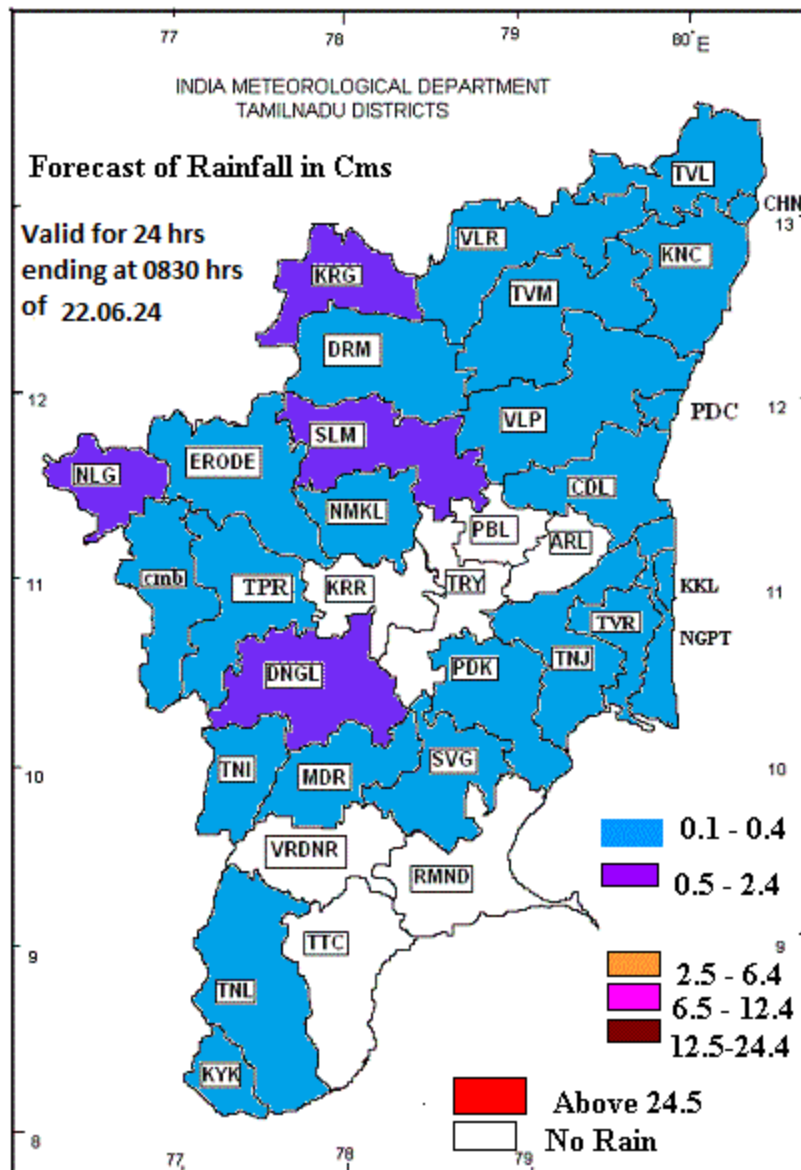 77 78 79 80°E
INDIA METEOROLOGICAL DEPARTMENT
TAMILNADU DISTRICTS
Forecast of Rainfall in Cms
TVL
CHN
13
Valid for 24 hrs
ending at 0830 hrs
of 22.06.24
VLR
KNC
KRG
TVM
DRM
12
12
PDC
VLP
SLM
ERODE
NLG
CDL
NMKL
PBL
ARL
11
cmb
TPR
KRR
TRY
KKL
11
TVR
NGPT
DNGL
PDK
TNJ
10
TNI
MDR
SVG
10
0.1 - 0.4
VRDNR
RMND
0.5 - 2.4
9
TTC
9
2.5 - 6.4
TNL
6.5 - 12.4
12.5-24.4
KYK
Above 24.5
8
No Rain
77 78 79